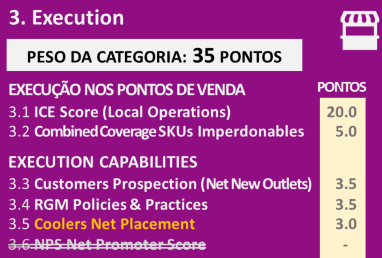 3. Execution
PESO DA CATEGORIA: 35 PONTOS
EXECUÇÃO NOS PONTOS DE VENDA PONTOS
3.1 ICE Score (Local Operations) 20.0
3.2 Combined Coverage SKUs Imperdonables 5.0
EXECUTION CAPABILITIES
3.3 Customers Prospection (Net New Outlets) 3.5
3.4 RGM Policies & Practices 3.5
3.5 Coolers Net Placement 3.0
3.6 NPS Net Promoter Score -